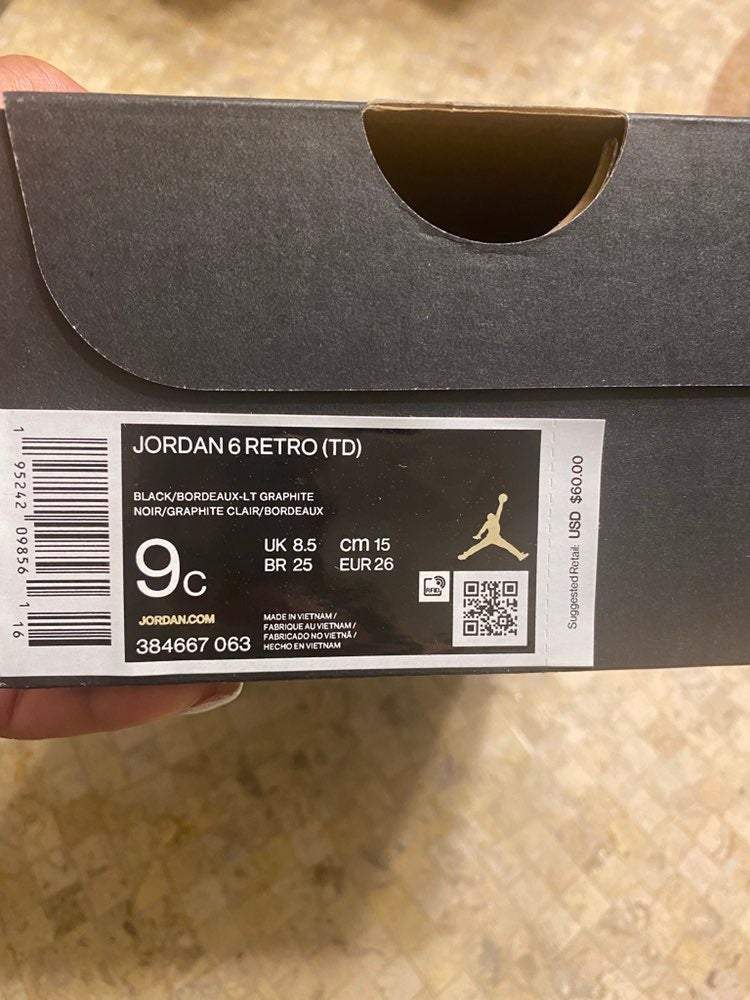 JORDAN 6 RETRO (TD)
BLACK/BORDEAUX-LT GRAPHITE
NOIR/GRAPHITE CLAIR/BORDEAUX
9C
UK 8.5 cm 15
BR 25 EUR 26
RFID
JORDAN.COM
384667 063
MADE IN VIETNAM /
FABRIQUE AU VIETNAM /
FABRICADO NO VIETNÃ /
HECHO EN VIETNAM
1 95242 09856 1 16
Suggested Retail: USD $60.00